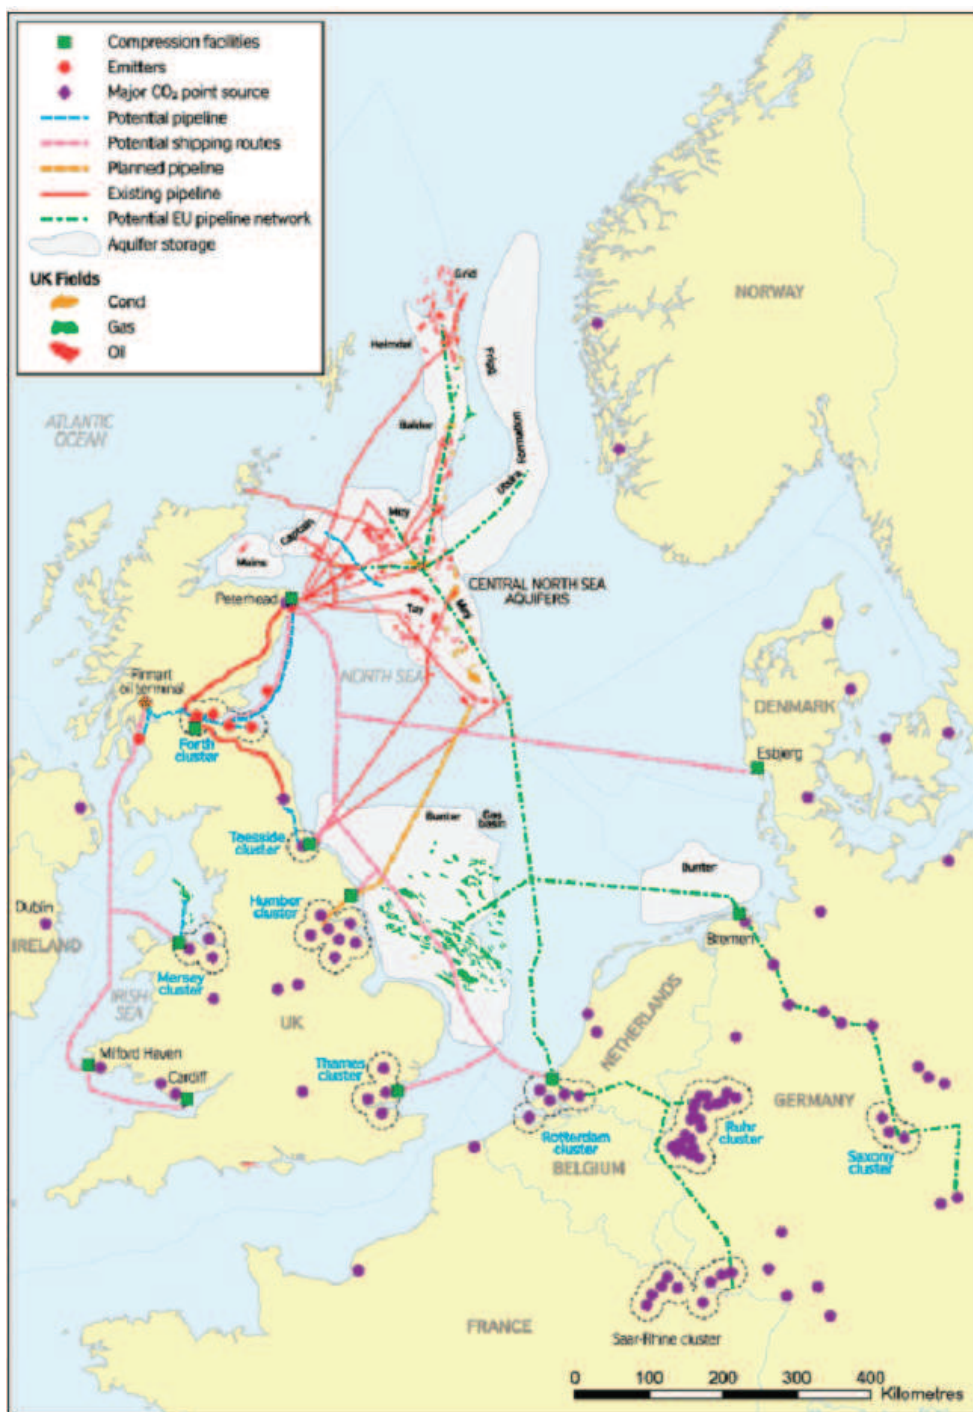 Compression facilities
Emitters
Major CO₂ point source
Potential pipeline
Potential shipping routes
Planned pipeline
Existing pipeline
Potential EU pipeline network
Aquifer storage
UK Fields
Cond
Gas
Oil
NORWAY
Grid
Heimdal
Frigg
ATLANTIC
OCEAN
Balder
Utsira
Formation
Mey
Captain
Mains
CENTRAL NORTH SEA
AQUIFERS
Peterhead
Tay
Mey
NORTH SEA
Finnart
oil terminal
DENMARK
Forth
cluster
Esbjerg
Teesside
cluster
Bunter
Gas
basin
Bunter
Humber
cluster
Dublin
IRELAND
Bremen
Mersey
cluster
IRISH
SEA
UK
NETHERLANDS
Milford Haven
Cardiff
Thames
cluster
GERMANY
Rotterdam
cluster
Ruhr
cluster
BELGIUM
Saxony
cluster
FRANCE
Saar-Rhine cluster
0 100 200 300 400
Kilometres